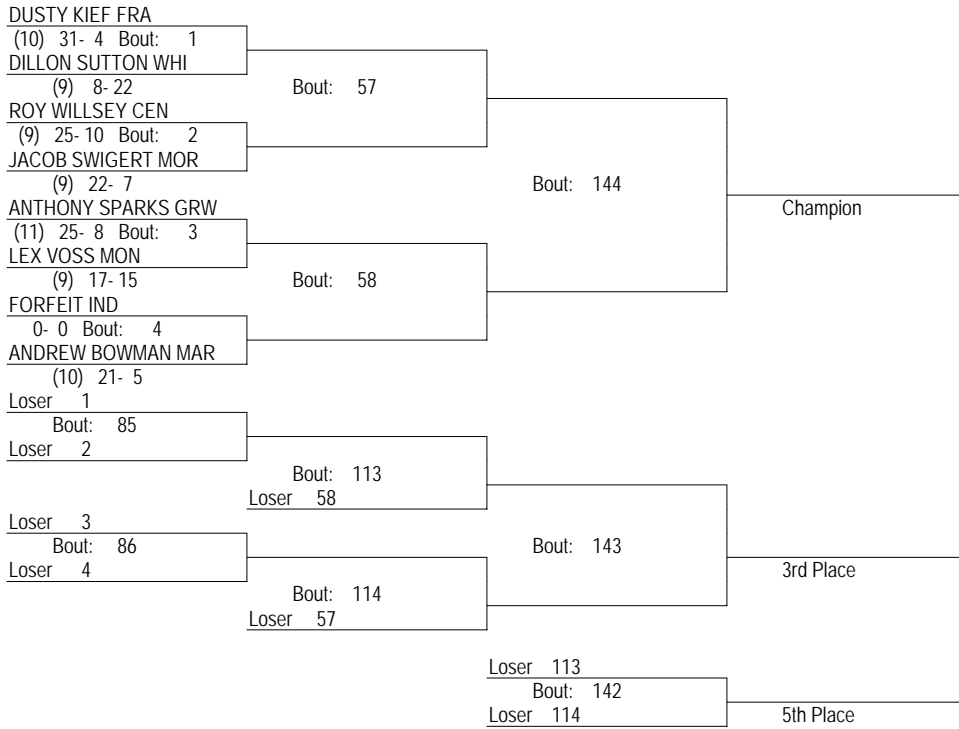 DUSTY KIEF FRA
(10) 31- 4 Bout: 1
DILLON SUTTON WHI
(9) 8- 22
Bout: 57
ROY WILLSEY CEN
(9) 25- 10 Bout: 2
JACOB SWIGERT MOR
(9) 22- 7
Bout: 144
ANTHONY SPARKS GRW
Champion
(11) 25- 8 Bout: 3
LEX VOSS MON
(9) 17- 15
Bout: 58
FORFEIT IND
0- 0 Bout: 4
ANDREW BOWMAN MAR
(10) 21- 5
Loser 1
Bout: 85
Loser 2
Bout: 113
Loser 58
Loser 3
Bout: 86
Bout: 143
Loser 4
3rd Place
Bout: 114
Loser 57
Loser 113
Bout: 142
Loser 114
5th Place